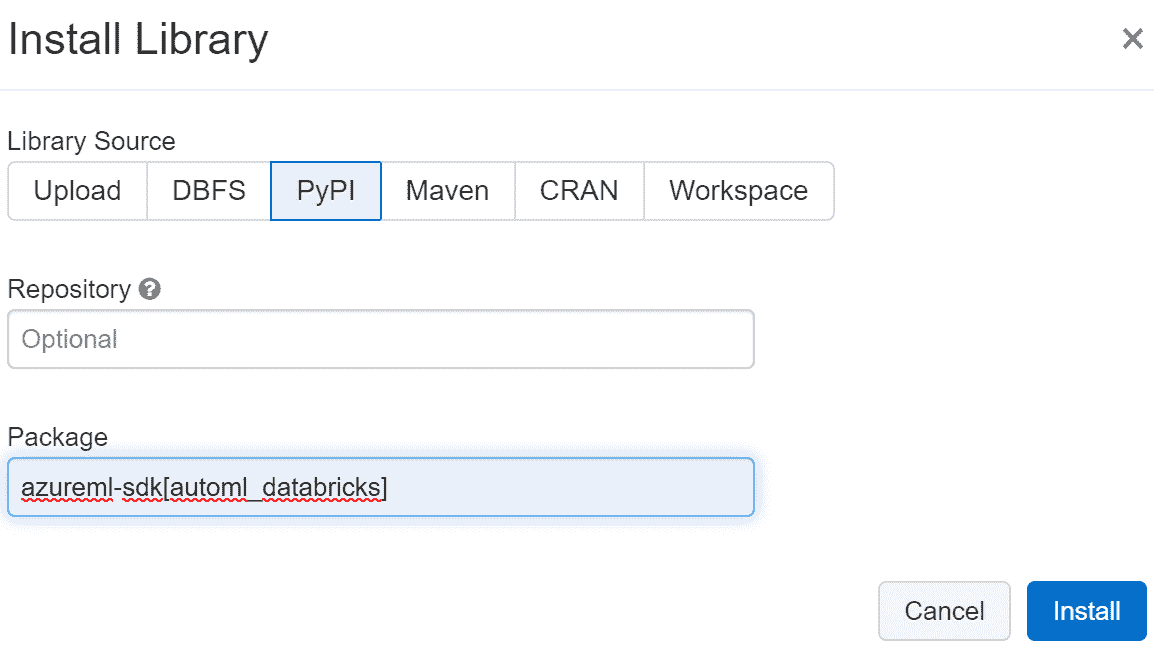 Install Library
Library Source
Upload DBFS PyPI Maven CRAN Workspace
Repository
Optional
Package
azureml-sdk[automl_databricks]
Cancel Install